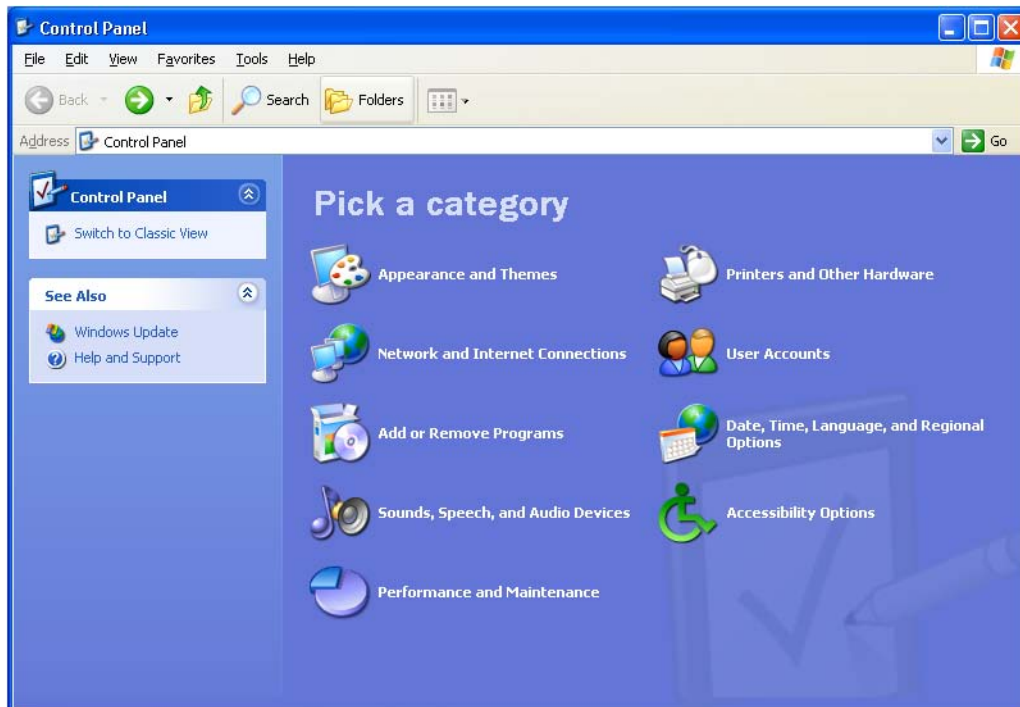 Control Panel
File Edit View Favorites Tools Help
Back Search Folders
Address Control Panel Go
Control Panel
Switch to Classic View
See Also
Windows Update
Help and Support
Pick a category
Appearance and Themes
Printers and Other Hardware
Network and Internet Connections
User Accounts
Add or Remove Programs
Date, Time, Language, and Regional
Options
Sounds, Speech, and Audio Devices
Accessibility Options
Performance and Maintenance